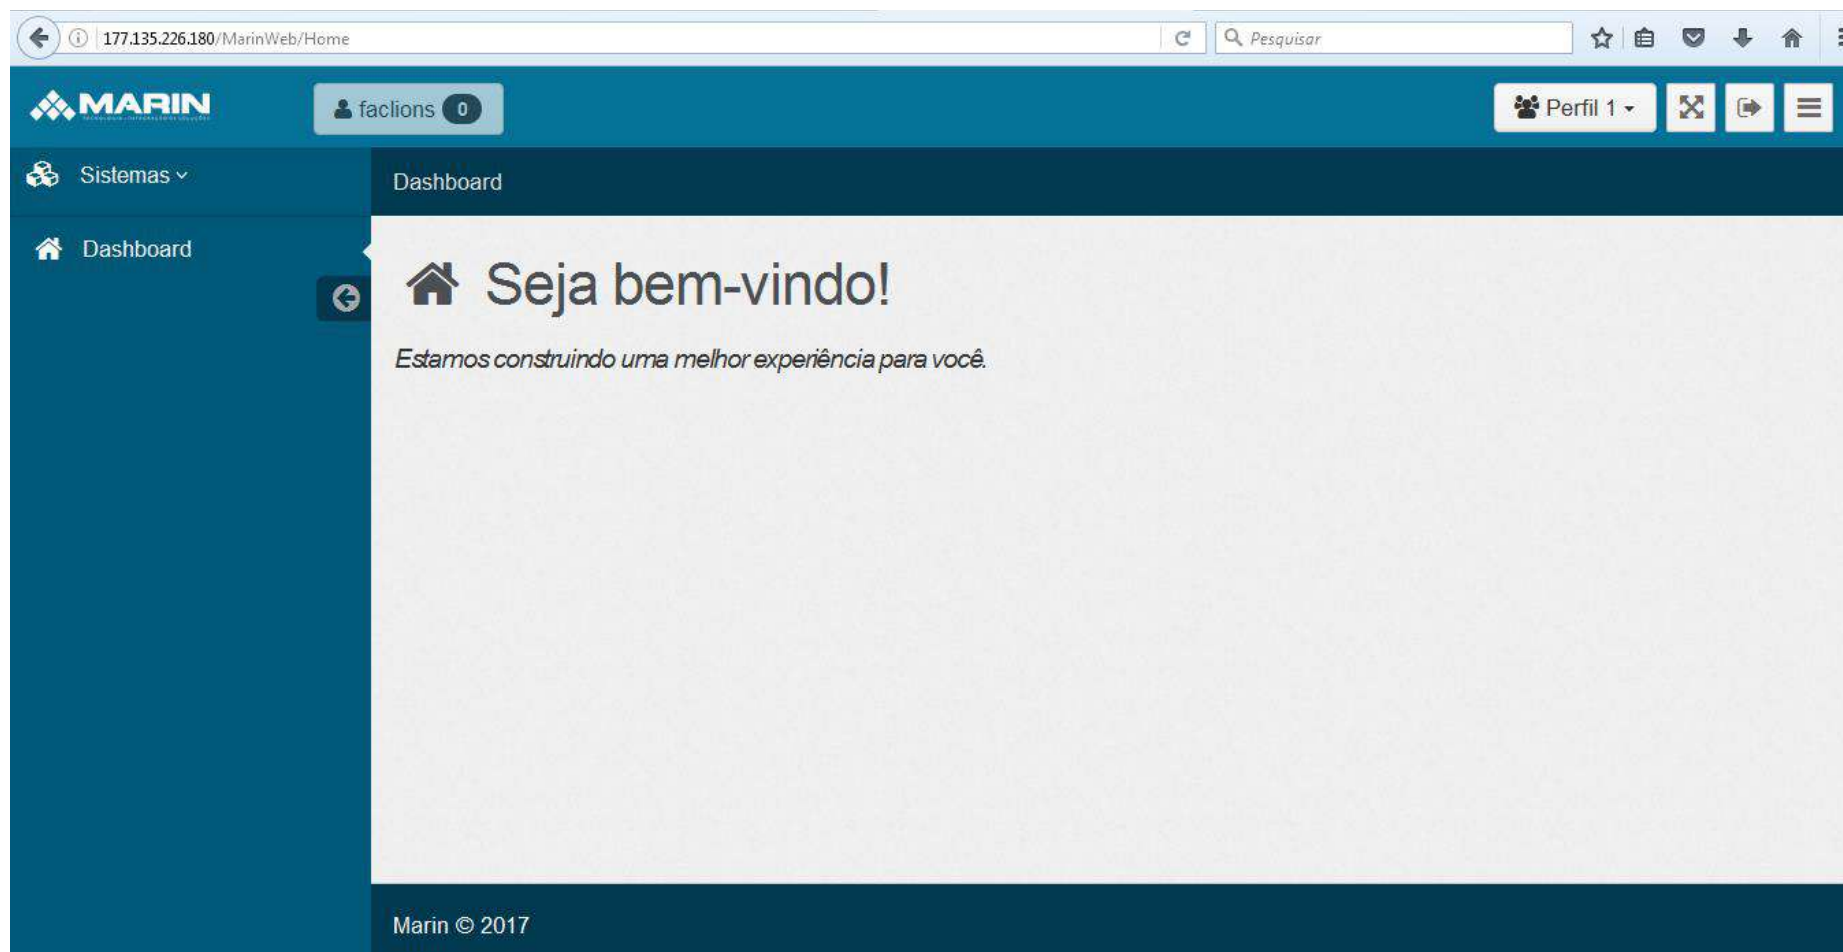 177.135.226.180/MarinWeb/Home
Pesquisar
MARIN
faclions 0
Perfil 1
Sistemas
Dashboard
Dashboard
Seja bem-vindo!
Estamos construindo uma melhor experiência para você.
Marin © 2017